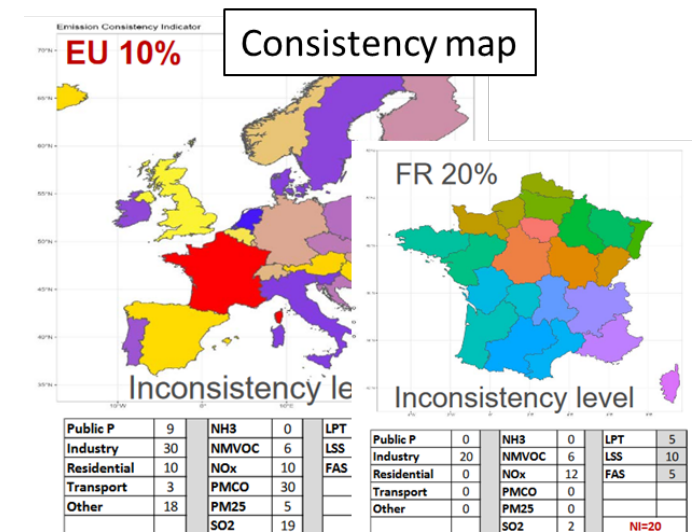 Emission Consistency Indicator
Consistency map
EU 10%
FR 20%
Inconsistency le
Inconsistency level
Public P 9 NH3 0 LPT
Industry 30 NMVOC 6 LSS
Residential 10 NOx 10 FAS
Transport 3 PMCO 30
Other 18 PM25 5
SO2 19
Public P 0 NH3 0 LPT 5
Industry 20 NMVOC 6 LSS 10
Residential 0 NOx 12 FAS 5
Transport 0 PMCO 0
Other 0 PM25 0
SO2 2 NI=20